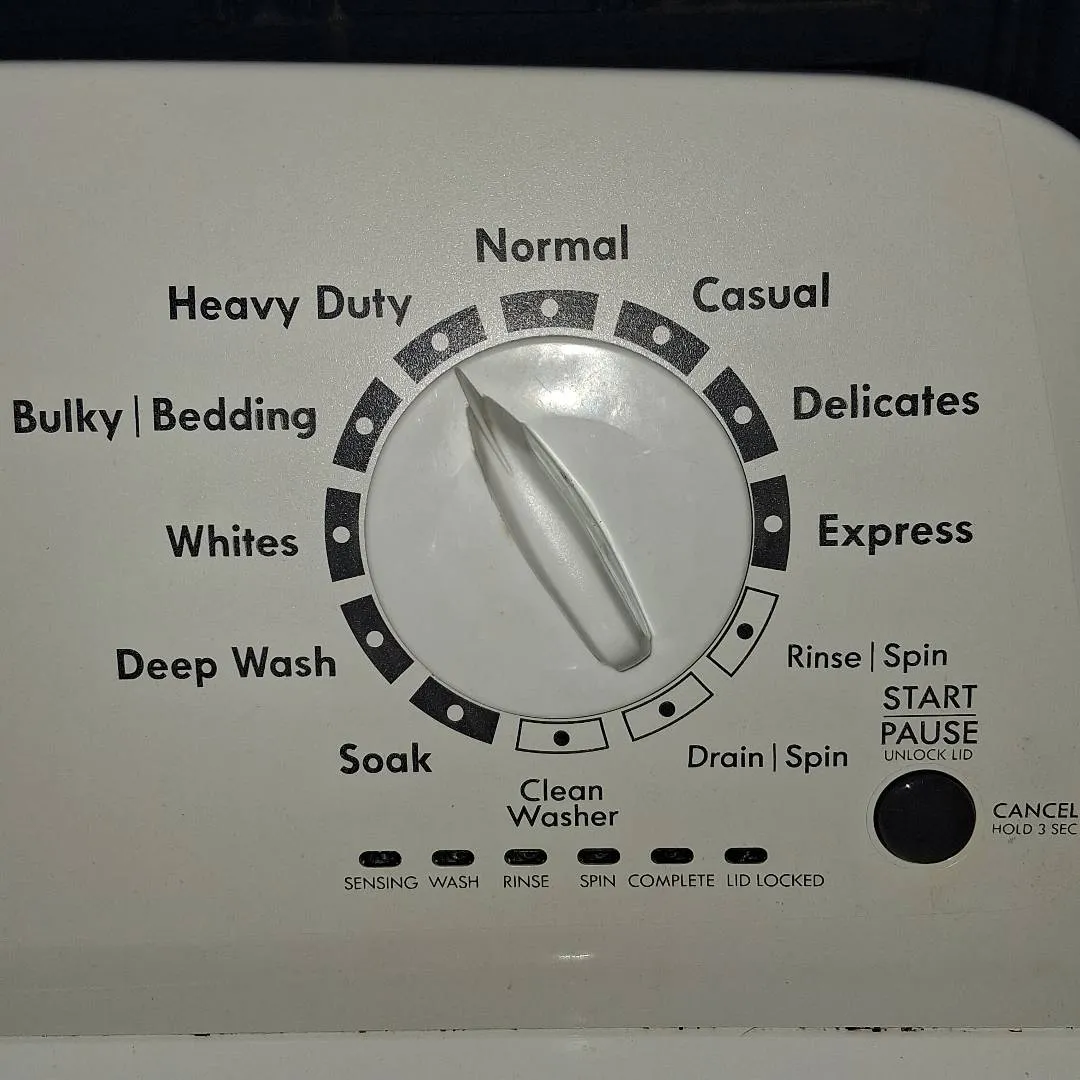 Normal
Heavy Duty
Casual
Bulky | Bedding
Delicates
Whites
Express
Deep Wash
Rinse | Spin
Soak
Drain | Spin
Clean
Washer
START
PAUSE
UNLOCK LID
CANCEL
HOLD 3 SEC
SENSING WASH RINSE SPIN COMPLETE LID LOCKED